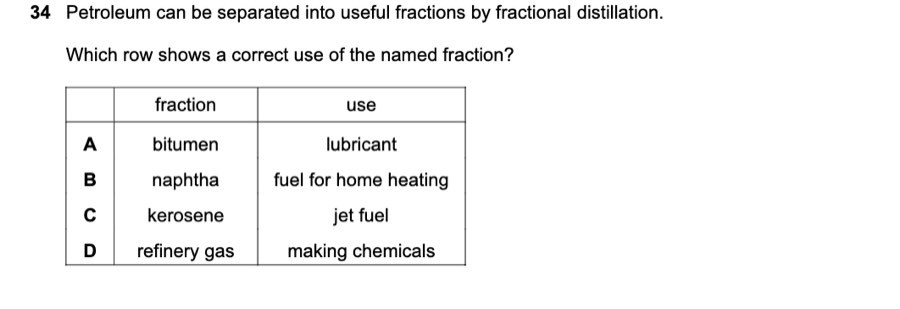 34 Petroleum can be separated into useful fractions by fractional distillation.
Which row shows a correct use of the named fraction?
fraction use
A bitumen lubricant
B naphtha fuel for home heating
C kerosene jet fuel
D refinery gas making chemicals